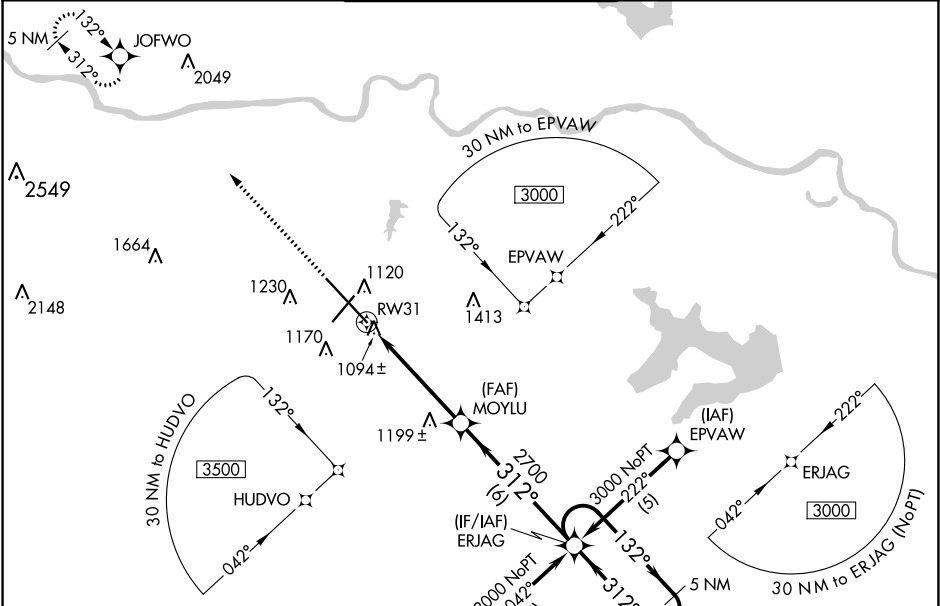 132°
5 NM
JOFWO
312°
2049
30 NM to EPVAW
2549
3000
222°
132°
1664
EPVAW
1120
1230
2148
RW31
1413
1170
1094±
132°
(FAF)
MOYLU
222°
(IAF)
EPVAW
1199±
30 NM to HUDVO
3500
2700
312°
(6)
3000 NoPT
222°
(5)
ERJAG
HUDVO
3000
042°
(IF/IAF)
ERJAG
132°
042°
3000 NoPT
042°
312°
5 NM
30 NM to ERJAG (NoPT)